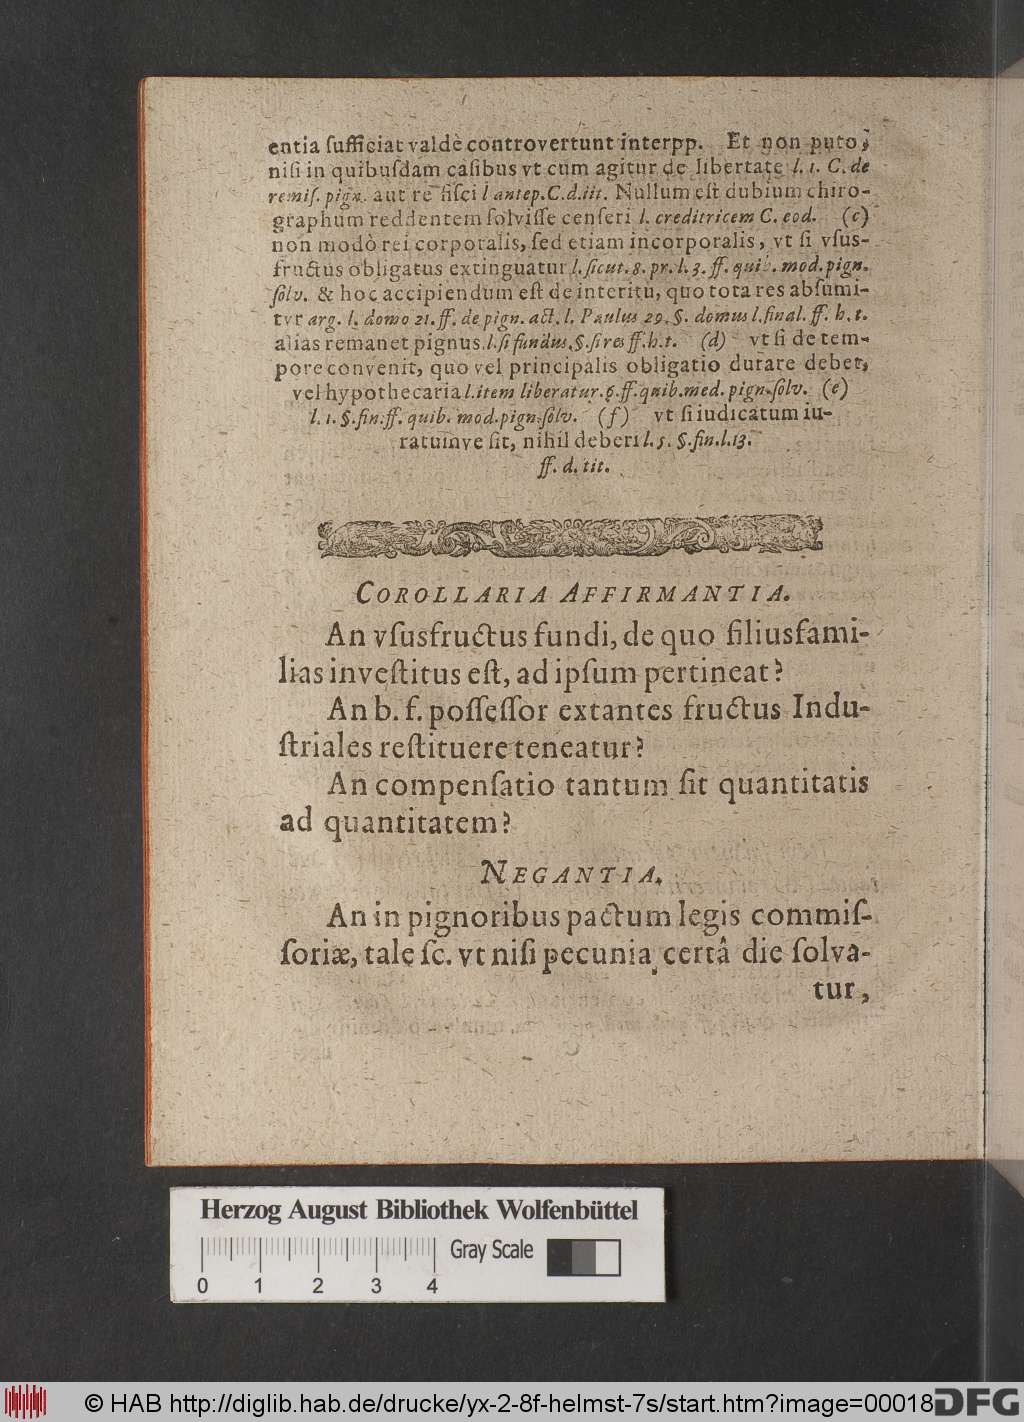 entia ſufficiat valdè controvertunt interpp. Et non puto,
niſi in quibuſdam caſibus vt cum agitur de libertate l. 1. C. de
remiſ. pign. aut re fiſci l antep. C. d. tit. Nullum eſt dubium chiro-
graphum reddentem ſolviſſe cenſeri l. creditricem C. eod. (c)
non modò rei corporalis, ſed etiam incorporalis, vt ſi vſus-
fructus obligatus extinguatur l. ſicut. 8. pr. l. 3. ff. quib. mod. pign.
ſolv. & hoc accipiendum eſt de interitu, quo tota res abſumi-
tvr arg. l. domo 21. ff. de pign. act. l. Paulus 29. §. domus l. final. ff. h. t.
alias remanet pignus l. ſi fundus. §. ſi res ff. h. t. (d) vt ſi de tem-
pore convenit, quo vel principalis obligatio durare debet,
vel hypothecaria l. item liberatur. 6. ff. quib. med. pign. ſolv. (e)
l. 1. §. fin. ff. quib. mod. pign. ſolv. (f) vt ſi iudicatum iu-
ratumve ſit, nihil deberi l. 5. §. fin. l. 13.
ff. d. tit.
COROLLARIA AFFIRMANTIA.
An vſusfructus fundi, de quo filiusfami-
lias inveſtitus eſt, ad ipſum pertineat?
An b. f. poſſeſſor extantes fructus Indu-
ſtriales reſtituere teneatur?
An compenſatio tantum ſit quantitatis
ad quantitatem?
NEGANTIA.
An in pignoribus pactum legis commiſ-
ſoriæ, tale ſc. vt niſi pecunia certâ die ſolva-
tur,
Herzog August Bibliothek Wolfenbüttel
Gray Scale
0 1 2 3 4
© HAB http://diglib.hab.de/drucke/yx-2-8f-helmst-7s/start.htm?image=00018
DFG